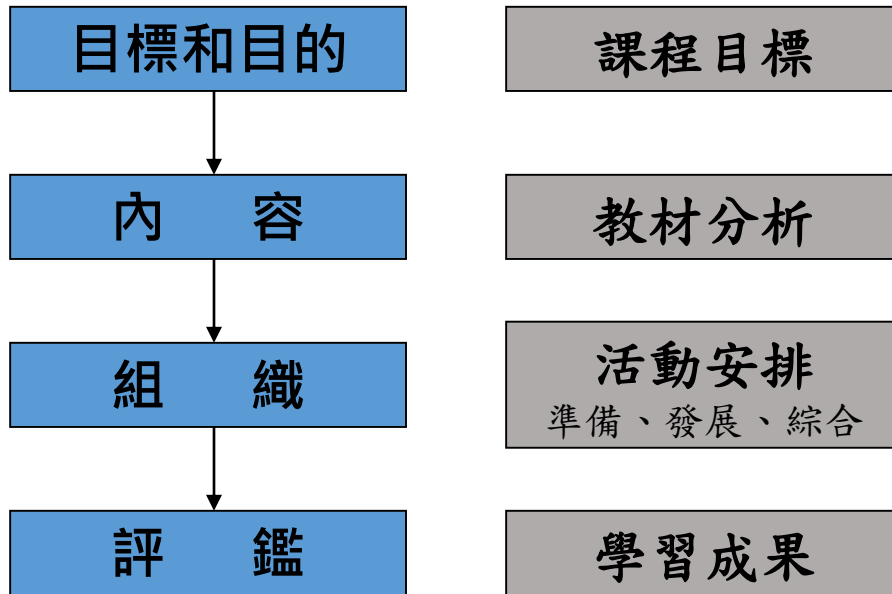 目標和目的
課程目標
內 容
教材分析
組 織
活動安排
準備、發展、綜合
評 鑑
學習成果